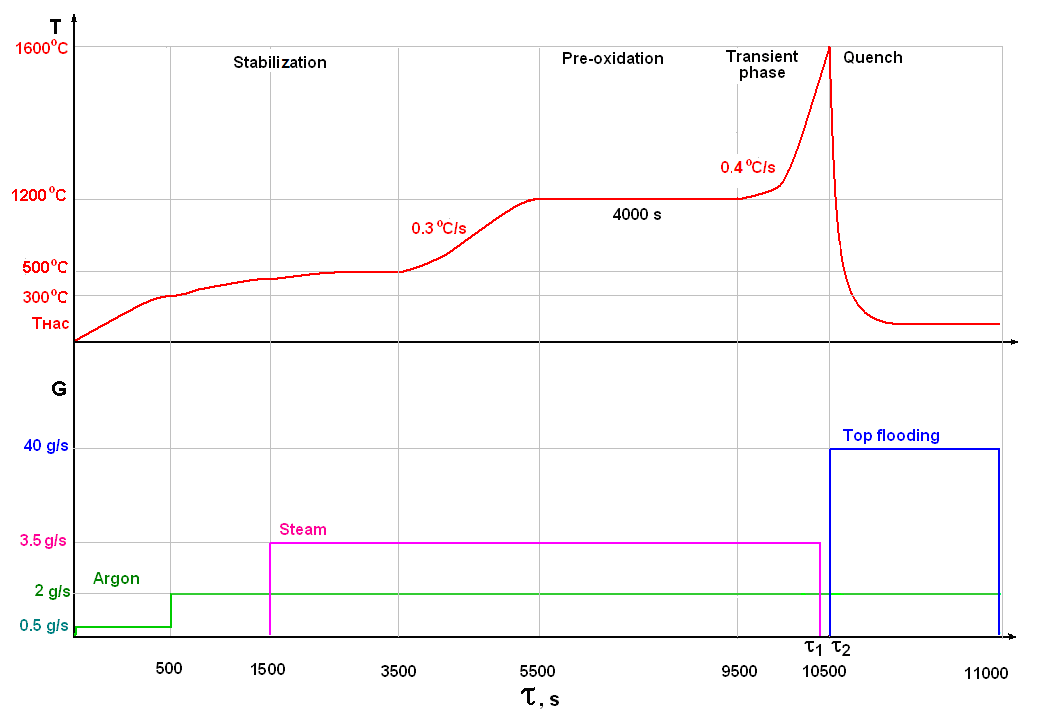 T
1600°C
Stabilization
Pre-oxidation
Transient
phase
Quench
1200°C
0.3 °C/s
4000 s
0.4 °C/s
500°C
300°C
Тнас
G
40 g/s
Top flooding
3.5 g/s
Steam
2 g/s
Argon
0.5 g/s
τ1 τ2
500 1500 3500 5500 9500 10500 11000
τ, s